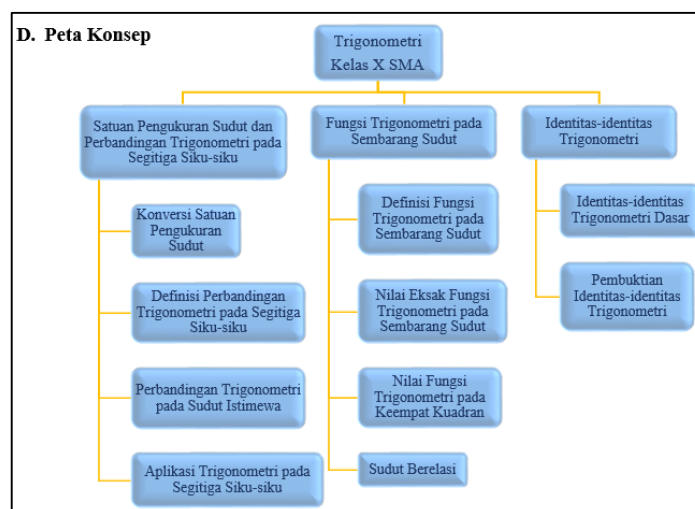 D. Peta Konsep
Trigonometri
Kelas X SMA
Satuan Pengukuran Sudut dan
Perbandingan Trigonometri pada
Segitiga Siku-siku
Konversi Satuan
Pengukuran
Sudut
Definisi Perbandingan
Trigonometri pada Segitiga
Siku-siku
Perbandingan Trigonometri
pada Sudut Istimewa
Aplikasi Trigonometri pada
Segitiga Siku-siku
Fungsi Trigonometri pada
Sembarang Sudut
Definisi Fungsi
Trigonometri pada
Sembarang Sudut
Nilai Eksak Fungsi
Trigonometri pada
Sembarang Sudut
Nilai Fungsi
Trigonometri pada
Keempat Kuadran
Sudut Berelasi
Identitas-identitas
Trigonometri
Identitas-identitas
Trigonometri Dasar
Pembuktian
Identitas-identitas
Trigonometri